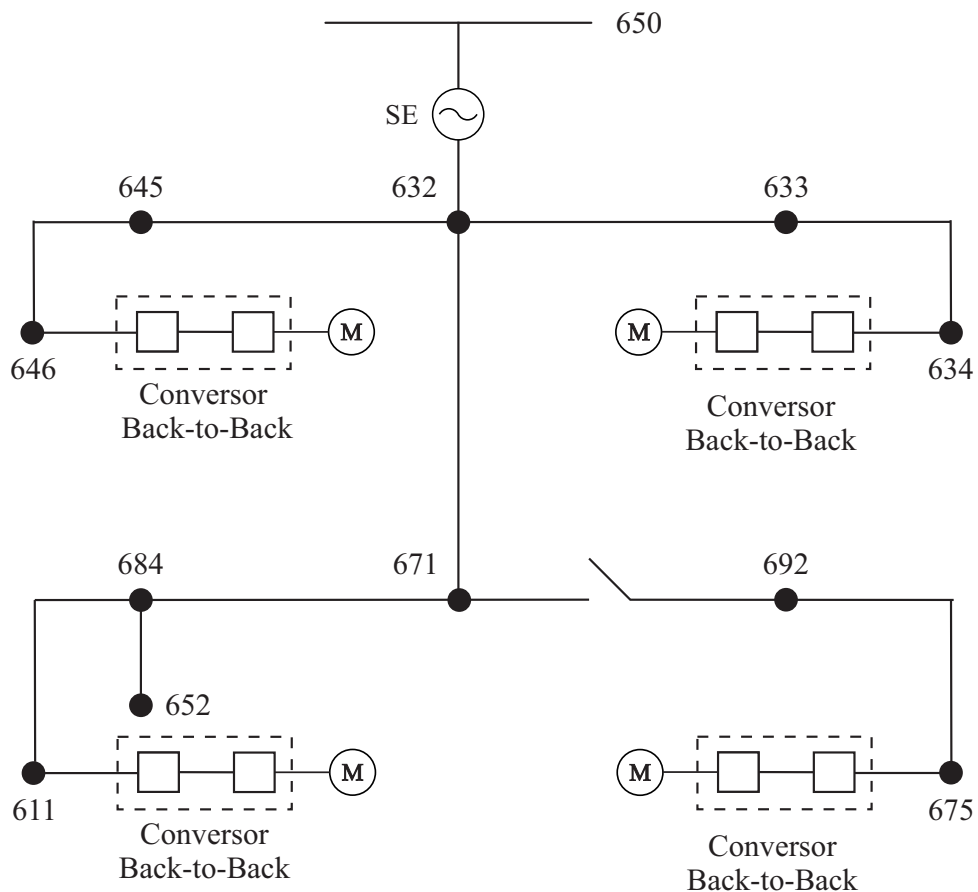 650
SE
645
632
633
M
M
646
634
Conversor
Back-to-Back
Conversor
Back-to-Back
684
671
692
652
M
M
611
675
Conversor
Back-to-Back
Conversor
Back-to-Back